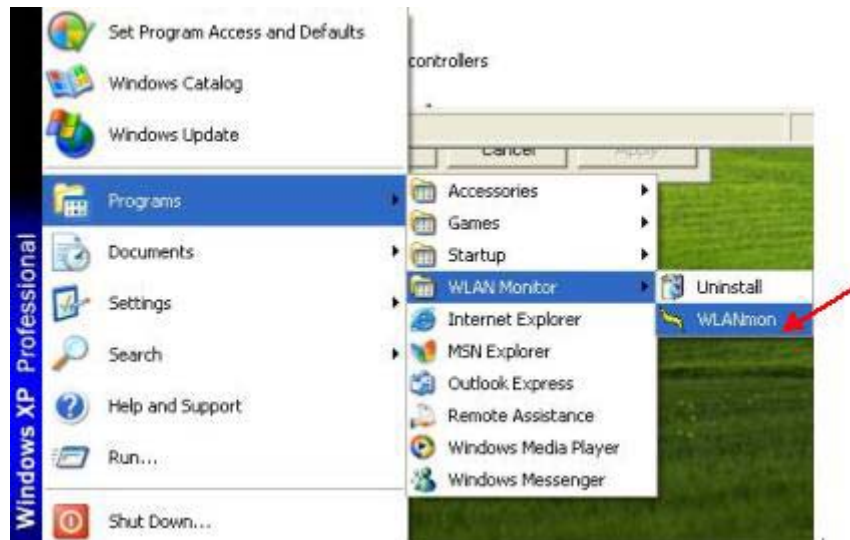 Set Program Access and Defaults
Windows Catalog
Windows Update
Programs
Documents
Settings
Search
Help and Support
Run...
Shut Down...
Windows XP Professional
controllers
Cancel
Apply
Accessories
Games
Startup
WLAN Monitor
Internet Explorer
MSN Explorer
Outlook Express
Remote Assistance
Windows Media Player
Windows Messenger
Uninstall
WLANmon